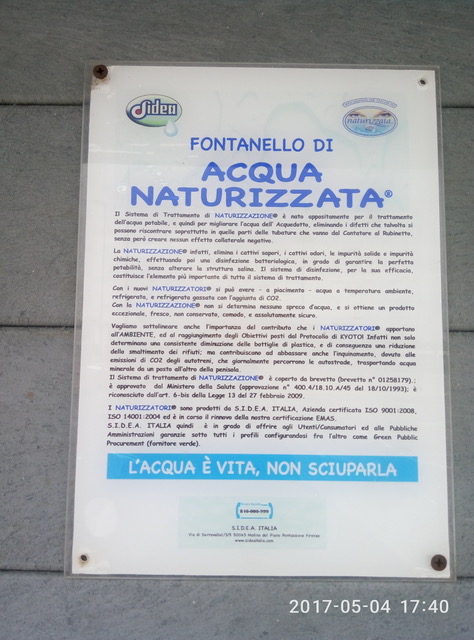 Siden
naturizzata
FONTANELLO DI
ACQUA
NATURIZZATA®
Il Sistema di Trattamento di NATURIZZAZIONE® è nato appositamente per il trattamento
dell'acqua potabile, e quindi per migliorare l'acqua dell' Acquedotto, eliminando i difetti che talvolta si
possono riscontrare soprattutto in quelle parti delle tubature che vanno dal Contatore al Rubinetto,
senza però creare nessun effetto collaterale negativo.
La NATURIZZAZIONE® infatti, elimina i cattivi sapori, i cattivi odori, le impurità solide e impurità
chimiche, effettuando poi una disinfezione batteriologica, in grado di garantire la perfetta
potabilità, senza alterare la struttura salina. Il sistema di disinfezione, per la sua efficacia,
costituisce l'elemento più importante di tutto il sistema di trattamento.
Con i nuovi NATURIZZATORI® si può avere - a piacimento - acqua a temperatura ambiente,
refrigerata, e refrigerata gassata con l'aggiunta di CO2.
Con la NATURIZZAZIONE® non si determina nessuno spreco d'acqua, e si ottiene un prodotto
eccezionale, fresco, non conservato, comodo, e assolutamente sicuro.
Vogliamo sottolineare anche l'importanza del contributo che i NATURIZZATORI® apportano
all'AMBIENTE, ed al raggiungimento degli Obiettivi posti dal Protocollo di KYOTO! Infatti non solo
determinano una consistente diminuzione delle bottiglie di plastica, e di conseguenza una riduzione
dello smaltimento dei rifiuti; ma contribuiscono ad abbassare anche l'inquinamento, dovuto alle
emissioni di CO2 degli autotreni, che giornalmente percorrono le autostrade, trasportando acqua
minerale da un posto all'altro della penisola.
Il Sistema di trattamento di NATURIZZAZIONE® è coperto da brevetto (brevetto n° 01258179).;
è approvato dal Ministero della Salute (approvazione n° 400.4/18.10.A/45 del 18/10/1993); è
riconosciuto dall'art. 6-bis della Legge 13 del 27 febbraio 2009.
I NATURIZZATORI® sono prodotti da S.I.D.E.A. ITALIA, Azienda certificata ISO 9001:2008,
ISO 14001:2004 ed è in corso il rinnovo della nostra certificazione EMAS.
S.I.D.E.A. ITALIA quindi è in grado di offrire agli Utenti/Consumatori ed alle Pubbliche
Amministrazioni garanzie sotto tutti i profili configurandosi fra l'altro come Green Public
Procurement (fornitore verde).
L'ACQUA È VITA, NON SCIUPARLA
S.I.D.E.A. ITALIA
50067 Molino del Piano Rignano Firenze
www.sideaitalia.com
2017-05-04 17:40